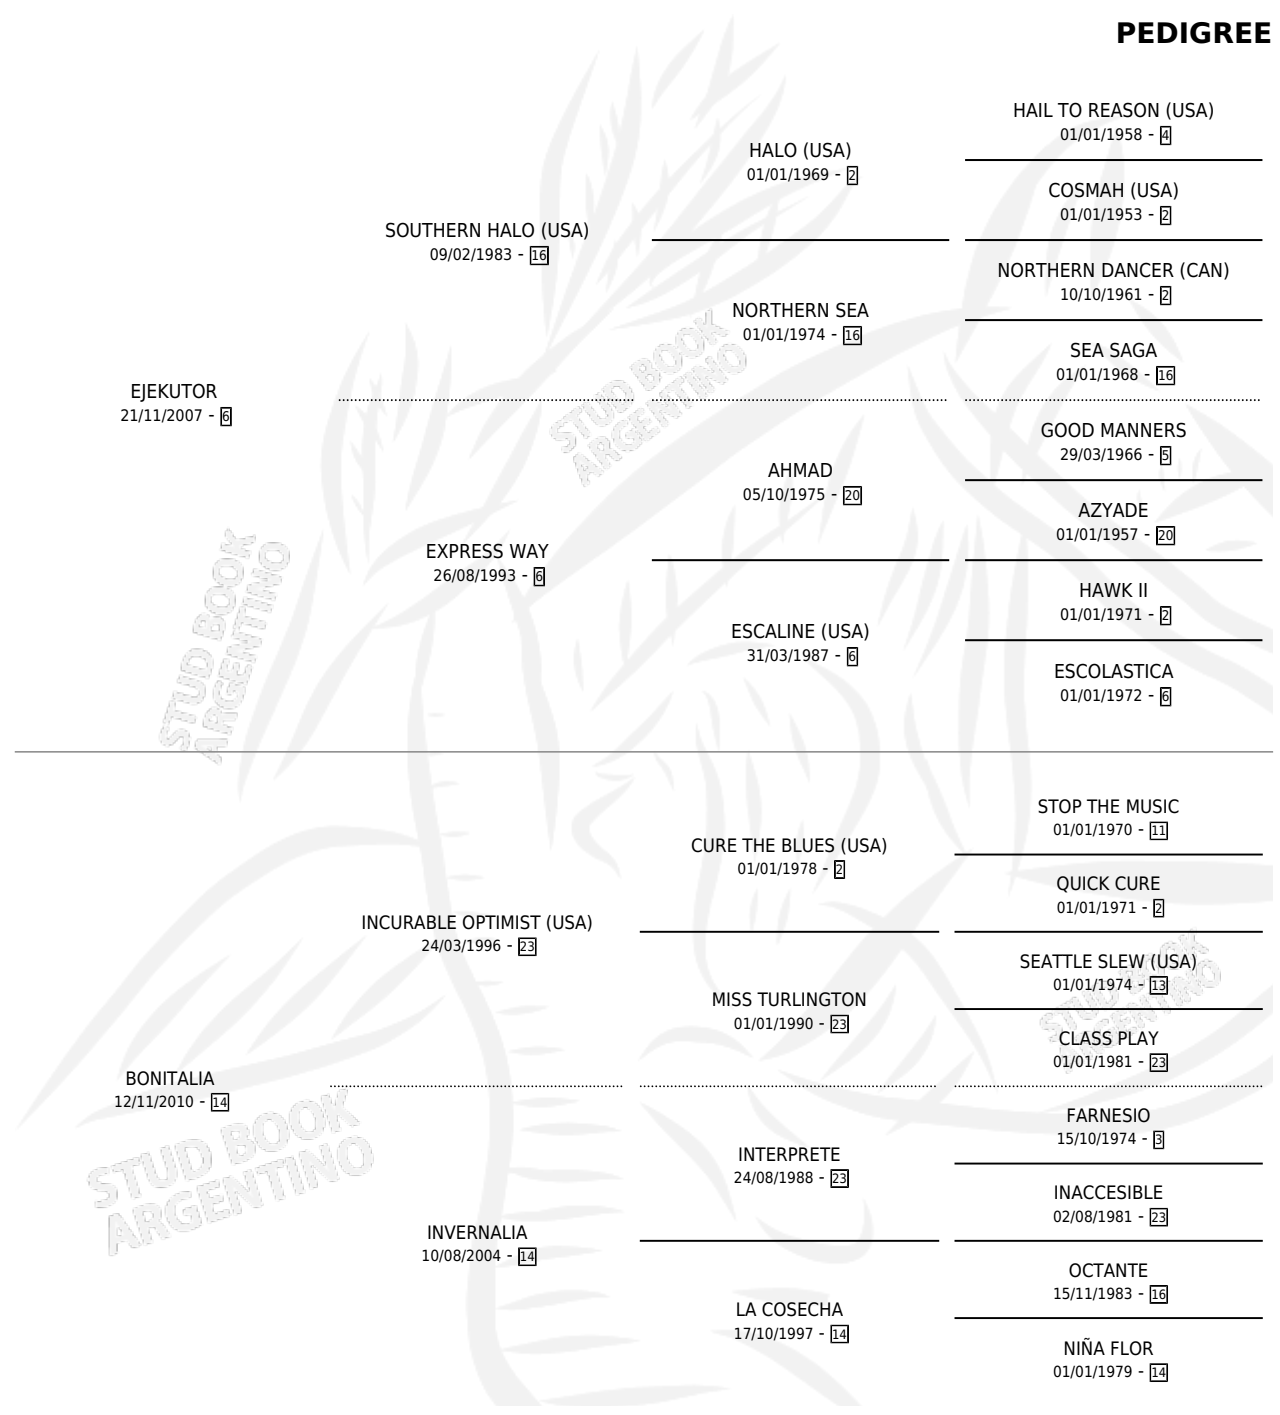 PEDIGREE
HAIL TO REASON (USA)
01/01/1958 - 4
HALO (USA)
01/01/1969 - 2
COSMAH (USA)
01/01/1953 - 2
SOUTHERN HALO (USA)
09/02/1983 - 16
NORTHERN DANCER (CAN)
10/10/1961 - 2
NORTHERN SEA
01/01/1974 - 16
SEA SAGA
01/01/1968 - 16
EJEKUTOR
21/11/2007 - 6
STUD BOOK
ARGENTINO
GOOD MANNERS
29/03/1966 - 5
AHMAD
05/10/1975 - 20
AZYADE
01/01/1957 - 20
EXPRESS WAY
26/08/1993 - 6
HAWK II
01/01/1971 - 2
ESCALINE (USA)
31/03/1987 - 6
ESCOLASTICA
01/01/1972 - 6
STUD BOOK
ARGENTINO
STOP THE MUSIC
01/01/1970 - 11
CURE THE BLUES (USA)
01/01/1978 - 2
QUICK CURE
01/01/1971 - 2
INCURABLE OPTIMIST (USA)
24/03/1996 - 23
SEATTLE SLEW (USA)
01/01/1974 - 13
MISS TURLINGTON
01/01/1990 - 23
STUD BOOK
ARGENTINO
CLASS PLAY
01/01/1981 - 23
BONITALIA
12/11/2010 - 14
STUD BOOK
ARGENTINO
FARNESIO
15/10/1974 - 3
INTERPRETE
24/08/1988 - 23
INACCESIBLE
02/08/1981 - 23
INVERNALIA
10/08/2004 - 14
OCTANTE
15/11/1983 - 16
LA COSECHA
17/10/1997 - 14
NIÑA FLOR
01/01/1979 - 14